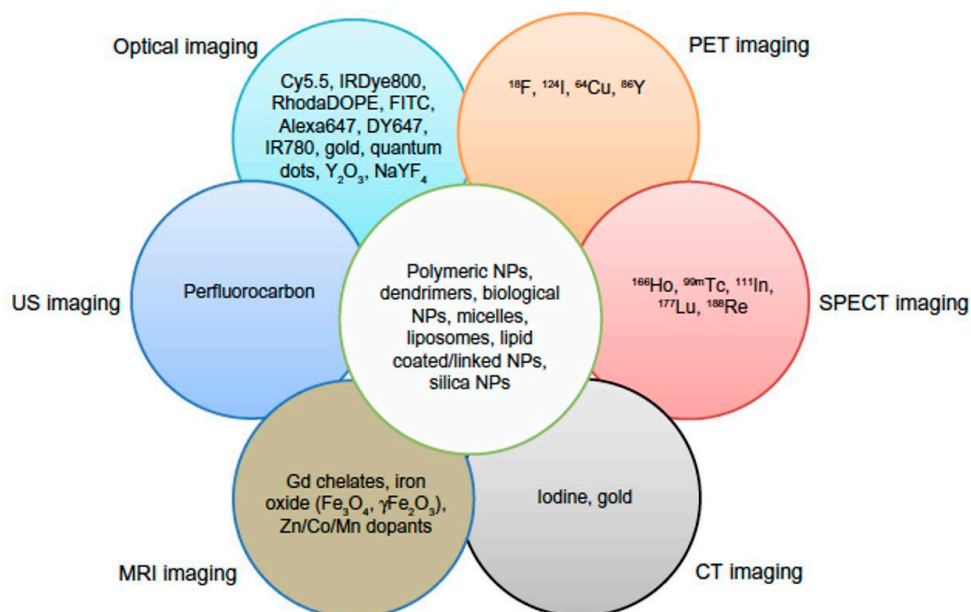 Optical imaging
Cy5.5, IRDye800,
RhodaDOPE, FITC,
Alexa647, DY647,
IR780, gold, quantum
dots, Y₂O₃, NaYF₄
PET imaging
¹⁸F, ¹²⁴I, ⁶⁴Cu, ⁸⁶Y
US imaging
Perfluorocarbon
Polymeric NPs,
dendrimers, biological
NPs, micelles,
liposomes, lipid
coated/linked NPs,
silica NPs
¹⁶⁶Ho, ⁹⁹ᵐTc, ¹¹¹In,
¹⁷⁷Lu, ¹⁸⁸Re
SPECT imaging
Gd chelates, iron
oxide (Fe₃O₄, γFe₂O₃),
Zn/Co/Mn dopants
MRI imaging
Iodine, gold
CT imaging